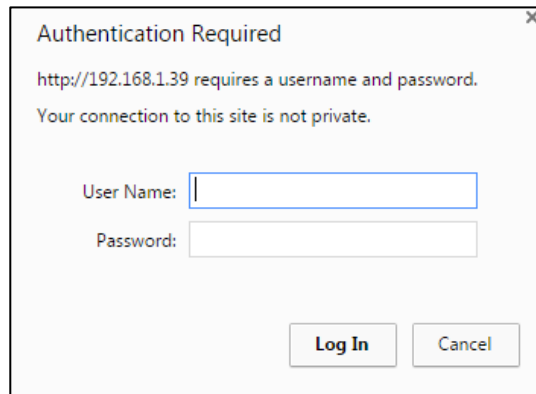 Authentication Required
http://192.168.1.39 requires a username and password.
Your connection to this site is not private.
User Name:
Password:
Log In
Cancel